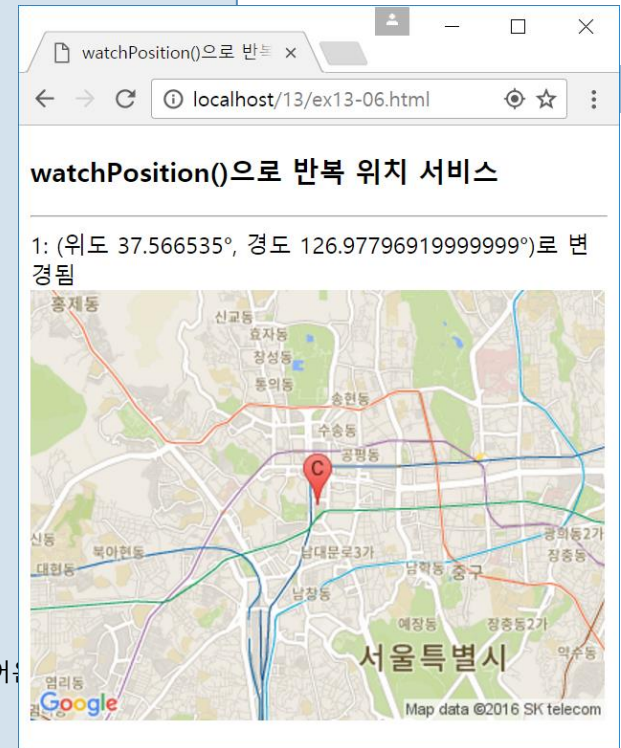 watchPosition()으로 반복
localhost/13/ex13-06.html
watchPosition()으로 반복 위치 서비스
1: (위도 37.566535°, 경도 126.97796919999999°)로 변
경됨
홍제동
신교동
효자동
창성동
통의동
송현동
수송동
공평동
C
신동
북아현동
대현동
남대문로3가
광희동2가
장충동
남학동
중구
남창동
예장동
장충동2가
서울특별시
약수동
염리동
Google
Map data ©2016 SK telecom